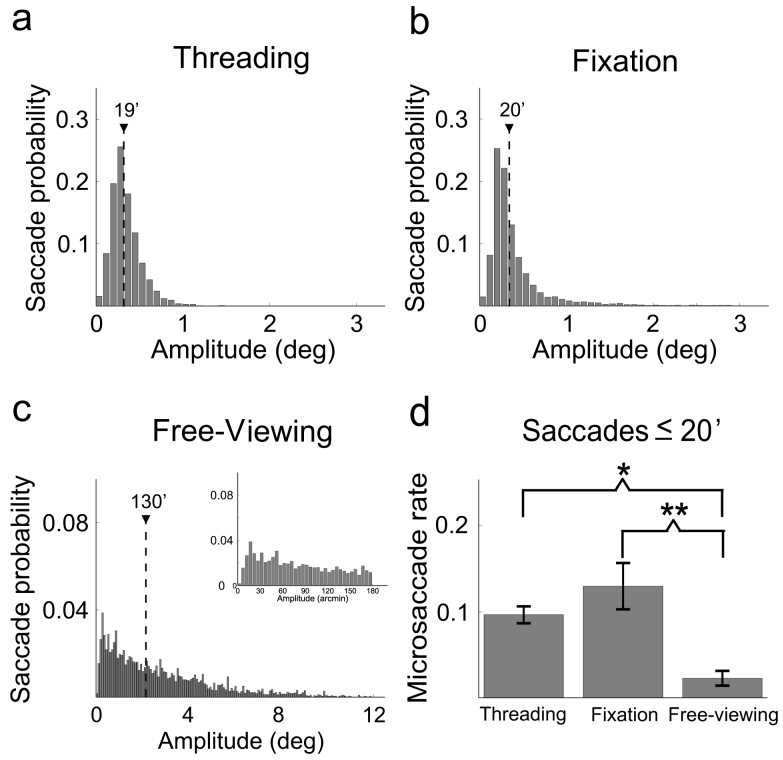 a
Threading
Saccade probability
0.3
0.2
0.1
19'
0 1 2 3
Amplitude (deg)
b
Fixation
Saccade probability
0.3
0.2
0.1
20'
0 1 2 3
Amplitude (deg)
c
Free-Viewing
Saccade probability
0.08
0.04
130'
0 4 8 12
Amplitude (deg)
0.08
0.04
0
0 30 60 90 120 150 180
Amplitude (arcmin)
d
Saccades ≤ 20'
Microsaccade rate
0.2
0.1
*
**
Threading Fixation Free-viewing